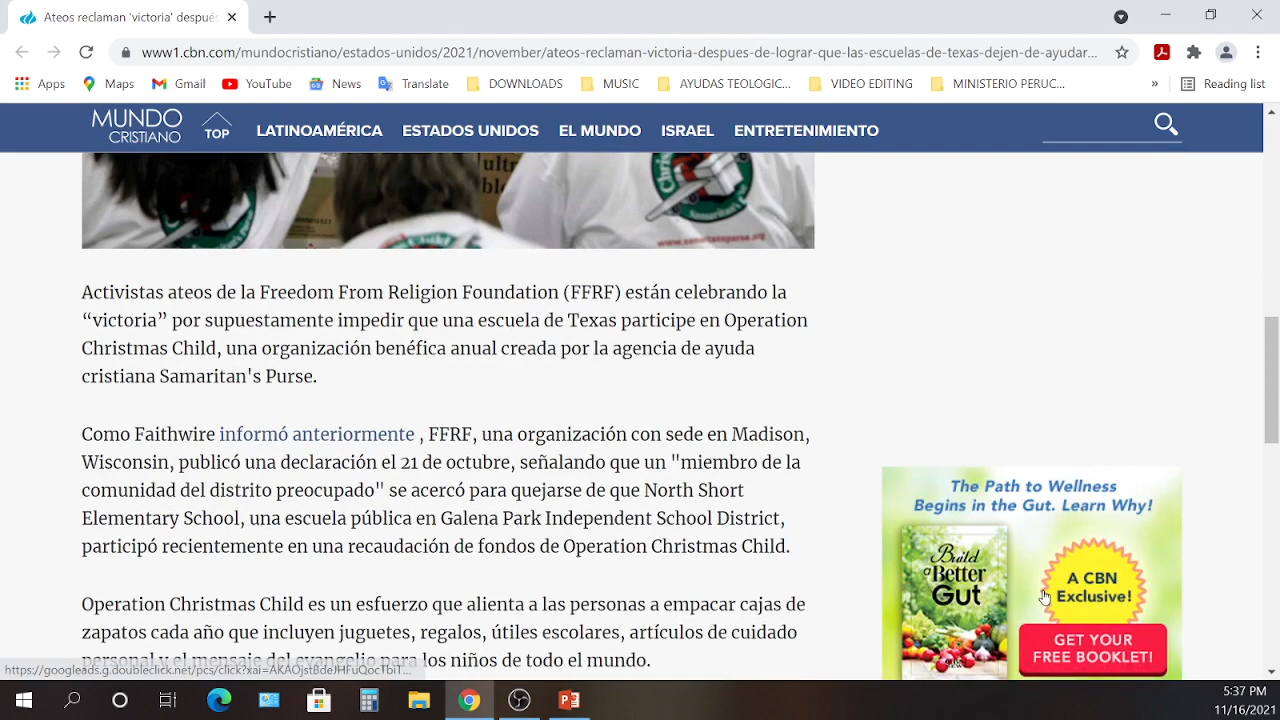 Ateos reclaman 'victoria' despué
www1.cbn.com/mundocristiano/estados-unidos/2021/november/ateos-reclaman-victoria-despues-de-lograr-que-las-escuelas-de-texas-dejen-de-ayudar...
Apps Maps Gmail YouTube News Translate DOWNLOADS MUSIC AYUDAS TEOLOGIC... VIDEO EDITING MINISTERIO PERUC... » Reading list
MUNDO
CRISTIANO
TOP LATINOAMÉRICA ESTADOS UNIDOS EL MUNDO ISRAEL ENTRETENIMIENTO
Activistas ateos de la Freedom From Religion Foundation (FFRF) están celebrando la
“victoria” por supuestamente impedir que una escuela de Texas participe en Operation
Christmas Child, una organización benéfica anual creada por la agencia de ayuda
cristiana Samaritan's Purse.
Como Faithwire informó anteriormente , FFRF, una organización con sede en Madison,
Wisconsin, publicó una declaración el 21 de octubre, señalando que un "miembro de la
comunidad del distrito preocupado" se acercó para quejarse de que North Short
Elementary School, una escuela pública en Galena Park Independent School District,
participó recientemente en una recaudación de fondos de Operation Christmas Child.
Operation Christmas Child es un esfuerzo que alienta a las personas a empacar cajas de
zapatos cada año que incluyen juguetes, regalos, útiles escolares, artículos de cuidado
personal y el mensaje del evangelio para los niños de todo el mundo.
The Path to Wellness
Begins in the Gut. Learn Why!
Build
a Better
Gut
A CBN
Exclusive!
GET YOUR
FREE BOOKLET!
5:37 PM
11/16/2021